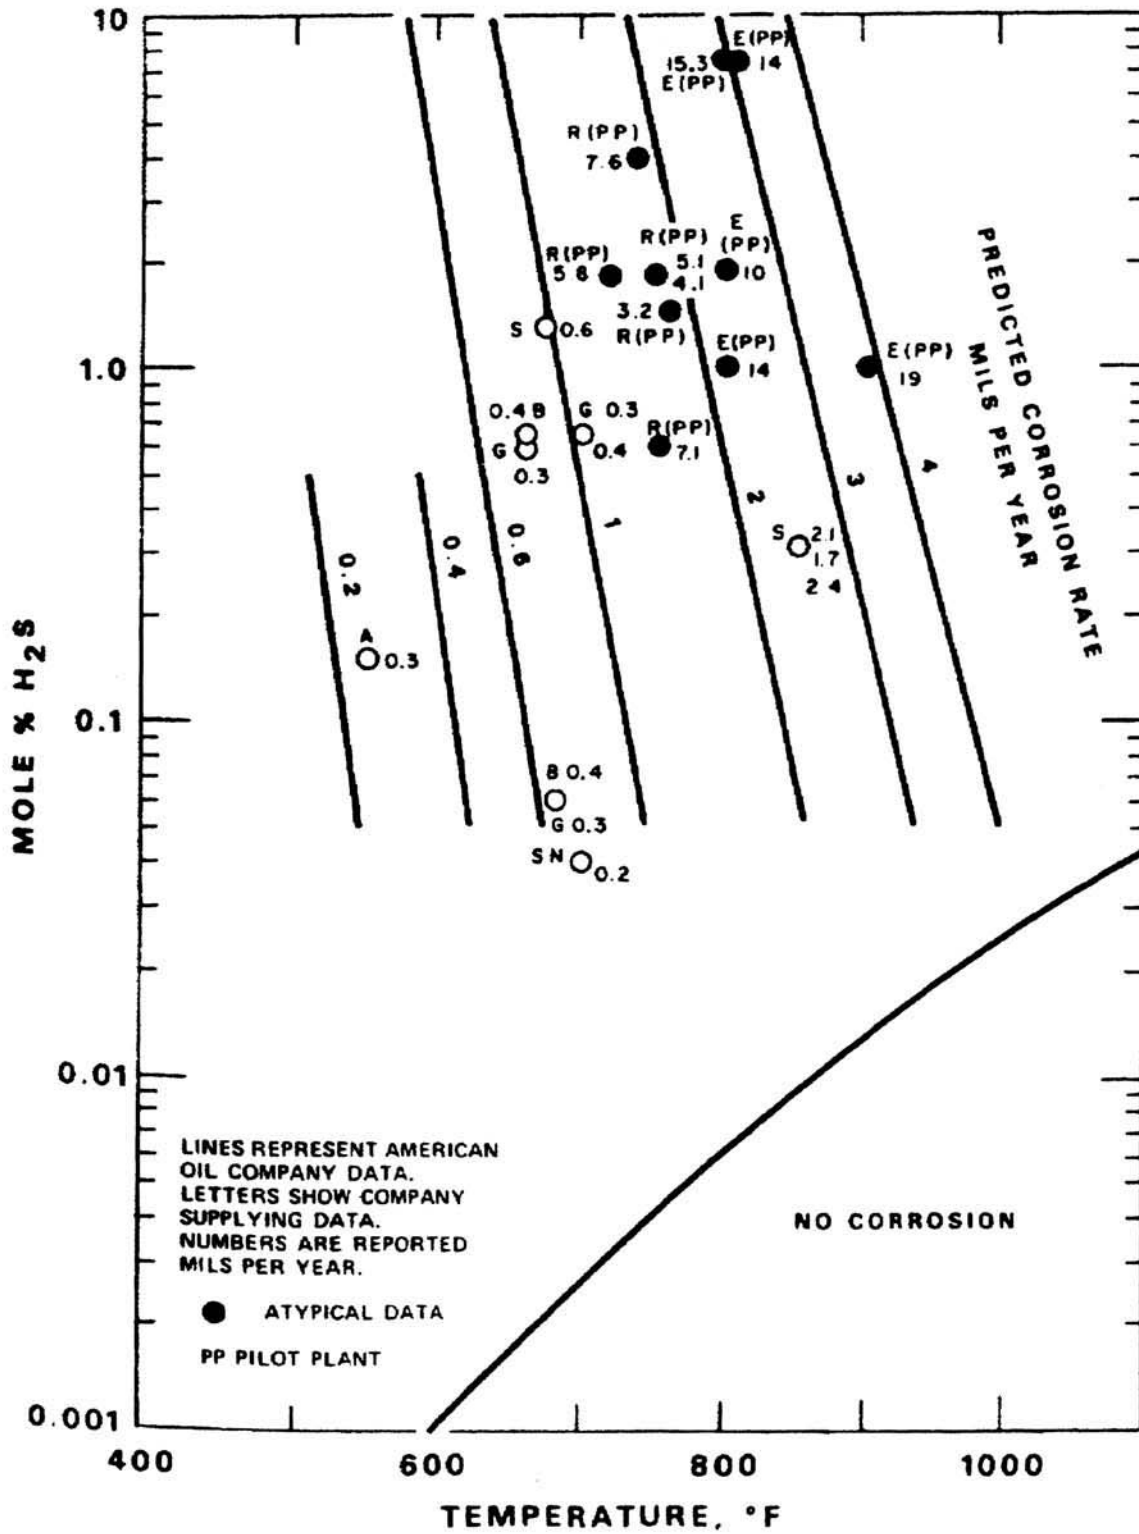 10
E(PP)
15.3
14
E(PP)
R(PP)
7.6
E
(PP)
R(PP)
R(PP)
5.1
5.8
4.1
10
3.2
S
0.6
R(PP)
1.0
E(PP)
14
E(PP)
19
PREDICTED CORROSION RATE
MILS PER YEAR
0.4 B
G 0.3
R(PP)
G
0.4
7.1
0.3
0.2
0.4
0.6
1
2
3
4
S
2.1
1.7
2.4
A
0.3
MOLE % H₂S
0.1
B 0.4
G 0.3
SN
0.2
0.01
LINES REPRESENT AMERICAN
OIL COMPANY DATA.
LETTERS SHOW COMPANY
SUPPLYING DATA.
NUMBERS ARE REPORTED
MILS PER YEAR.
ATYPICAL DATA
PP PILOT PLANT
NO CORROSION
0.001
400
600
800
1000
TEMPERATURE, °F